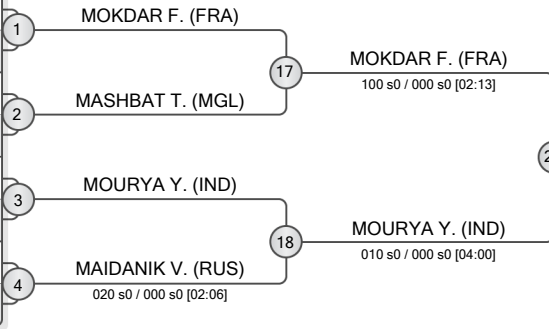 1
MOKDAR F. (FRA)
17
MOKDAR F. (FRA)
100 s0 / 000 s0 [02:13]
2
MASHBAT T. (MGL)
2
3
MOURYA Y. (IND)
18
MOURYA Y. (IND)
010 s0 / 000 s0 [04:00]
4
MAIDANIK V. (RUS)
020 s0 / 000 s0 [02:06]